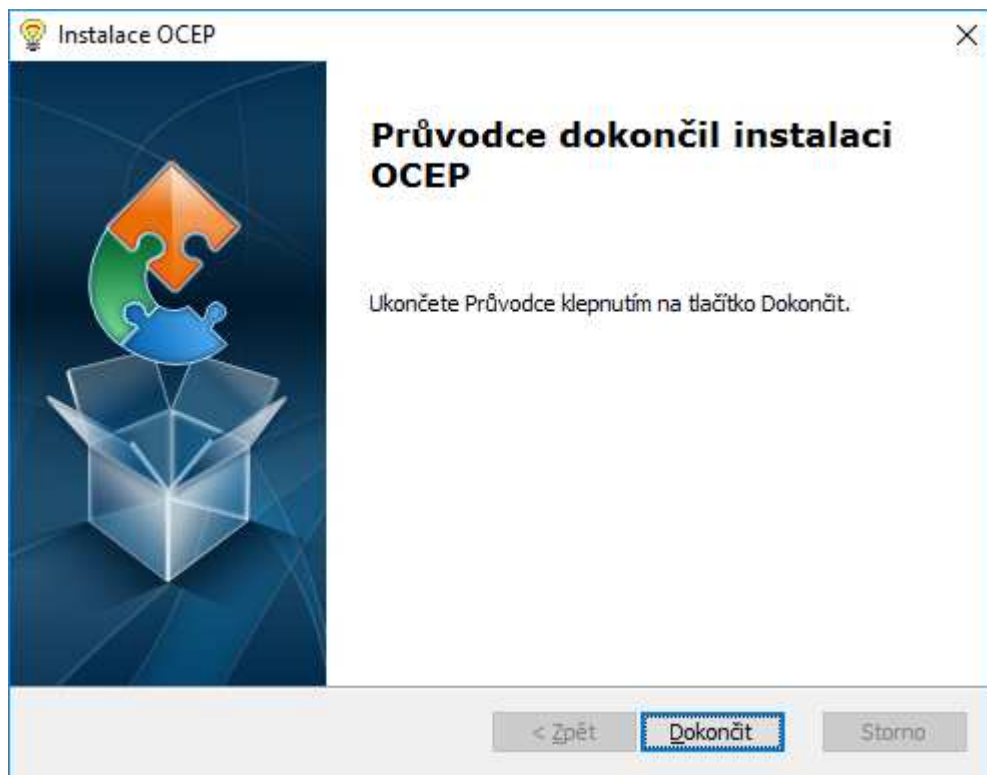 Instalace OCEP
Průvodce dokončil instalaci
OCEP
Ukončete Průvodce klepnutím na tlačítko Dokončit.
< Zpět
Dokončit
Storno